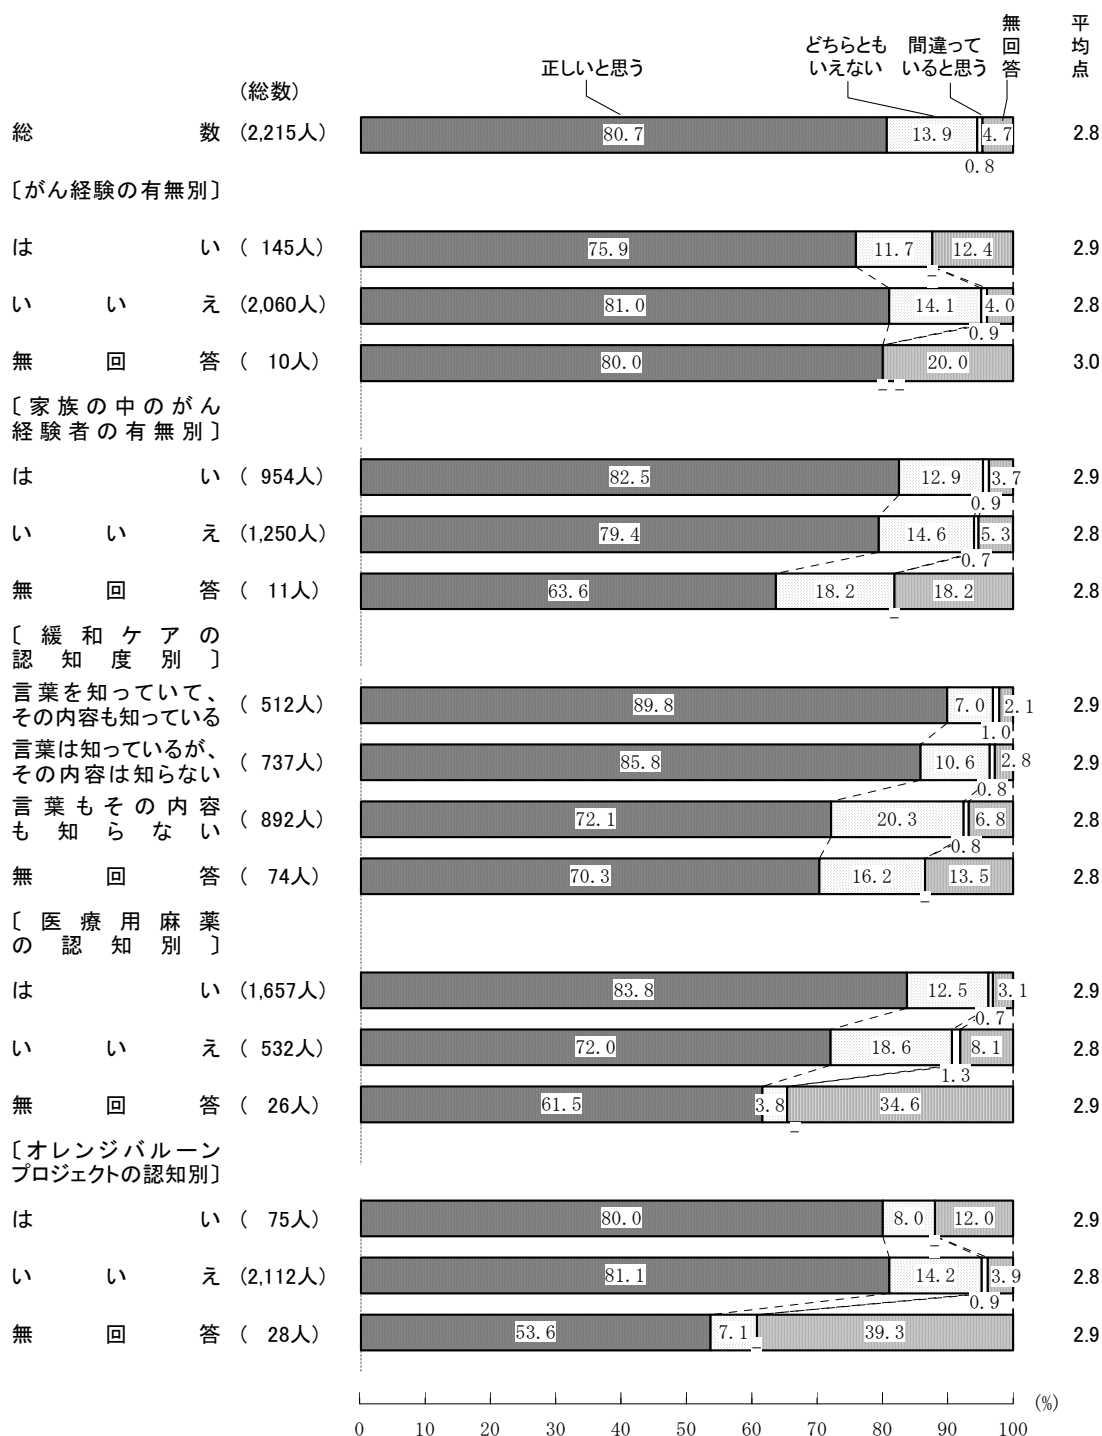 正しいと思う どちらとも いえない 間違って いると思う 無回答 平均点
(総数)
総数 (2,215人) 80.7 13.9 0.8 4.7 2.8
〔がん経験の有無別〕
はい ( 145人) 75.9 11.7 - 12.4 2.9
いいえ (2,060人) 81.0 14.1 0.9 4.0 2.8
無回答 ( 10人) 80.0 - - 20.0 3.0
〔家族の中のがん
経験者の有無別〕
はい ( 954人) 82.5 12.9 0.9 3.7 2.9
いいえ (1,250人) 79.4 14.6 0.7 5.3 2.8
無回答 ( 11人) 63.6 18.2 - 18.2 2.8
〔緩和ケアの
認知度別〕
言葉を知っていて、
その内容も知っている ( 512人) 89.8 7.0 1.0 2.1 2.9
言葉は知っているが、
その内容は知らない ( 737人) 85.8 10.6 0.8 2.8 2.9
言葉もその内容
も知らない ( 892人) 72.1 20.3 0.8 6.8 2.8
無回答 ( 74人) 70.3 16.2 - 13.5 2.8
〔医療用麻薬
の認知別〕
はい (1,657人) 83.8 12.5 0.7 3.1 2.9
いいえ ( 532人) 72.0 18.6 1.3 8.1 2.8
無回答 ( 26人) 61.5 3.8 - 34.6 2.9
〔オレンジバルーン
プロジェクトの認知別〕
はい ( 75人) 80.0 8.0 - 12.0 2.9
いいえ (2,112人) 81.1 14.2 0.9 3.9 2.8
無回答 ( 28人) 53.6 7.1 - 39.3 2.9
(%)
0 10 20 30 40 50 60 70 80 90 100